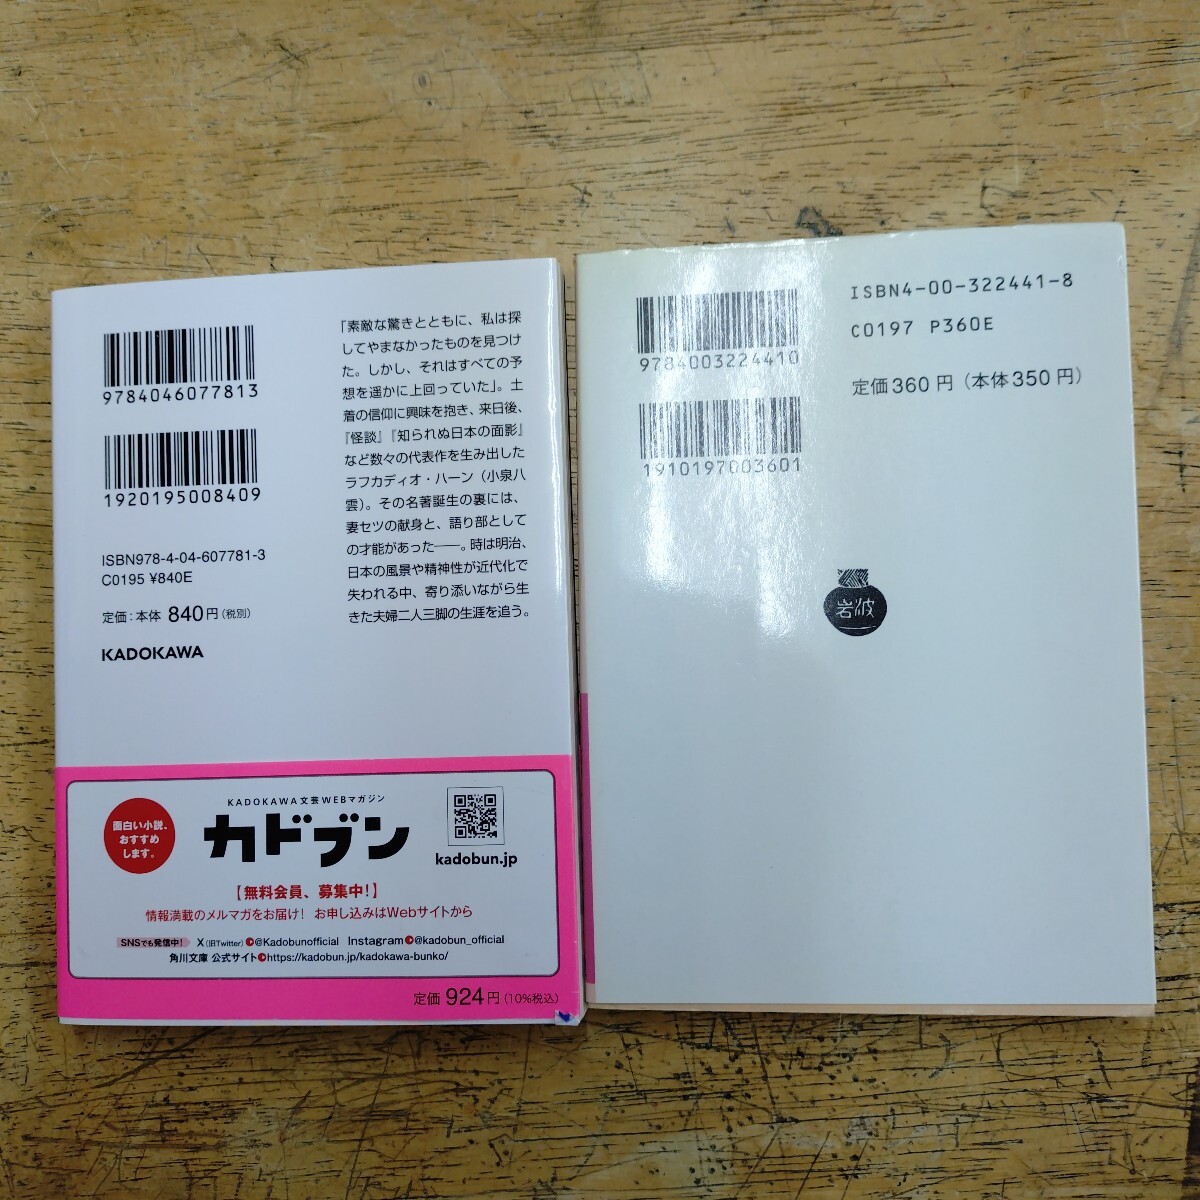 9784046077813
1920195008409
ISBN978-4-04-607781-3
C0195 ¥840E
定価:本体 840円(税別)
KADOKAWA
「素敵な驚きとともに、私は探
してやまなかったものを見つけ
た。しかし、それはすべての予
想を遥かに上回っていた」。土
着の信仰に興味を抱き、来日後、
『怪談』『知られぬ日本の面影』
など数々の代表作を生み出した
ラフカディオ・ハーン(小泉八
雲)。その名著誕生の裏には、
妻セツの献身と、語り部として
の才能があった――。時は明治、
日本の風景や精神性が近代化で
失われる中、寄り添いながら生
きた夫婦二人三脚の生涯を追う。
面白い小説、
おすすめ
します。
KADOKAWA文芸WEBマガジン
カドブン
kadobun.jp
【無料会員、募集中!】
情報満載のメルマガをお届け! お申し込みはWebサイトから
SNSでも発信中! X(旧Twitter) @Kadobunofficial Instagram @kadobun_official
角川文庫 公式サイト https://kadobun.jp/kadokawa-bunko/
定価 924円(10%税込)
9784003224410
1910197003601
ISBN4-00-322441-8
C0197 P360E
定価360円(本体350円)
岩波